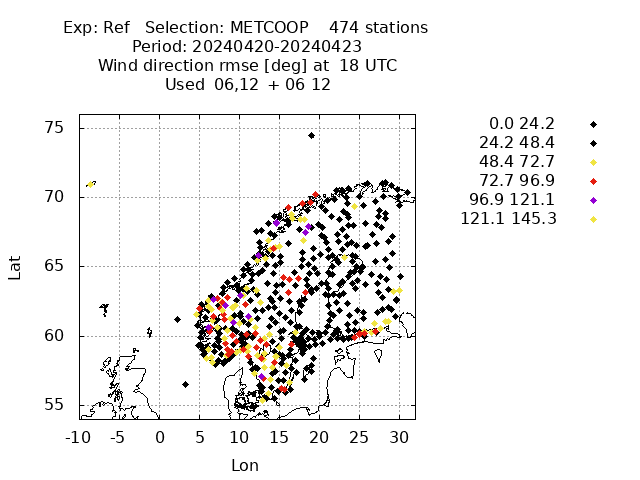 Exp: Ref   Selection: METCOOP    474 stations
Period: 20240420-20240423
Wind direction rmse [deg] at  18 UTC
Used  06,12  + 06 12
0.0 24.2
24.2 48.4
48.4 72.7
72.7 96.9
96.9 121.1
121.1 145.3
75
70
65
60
55
Lat
-10 -5 0 5 10 15 20 25 30
Lon